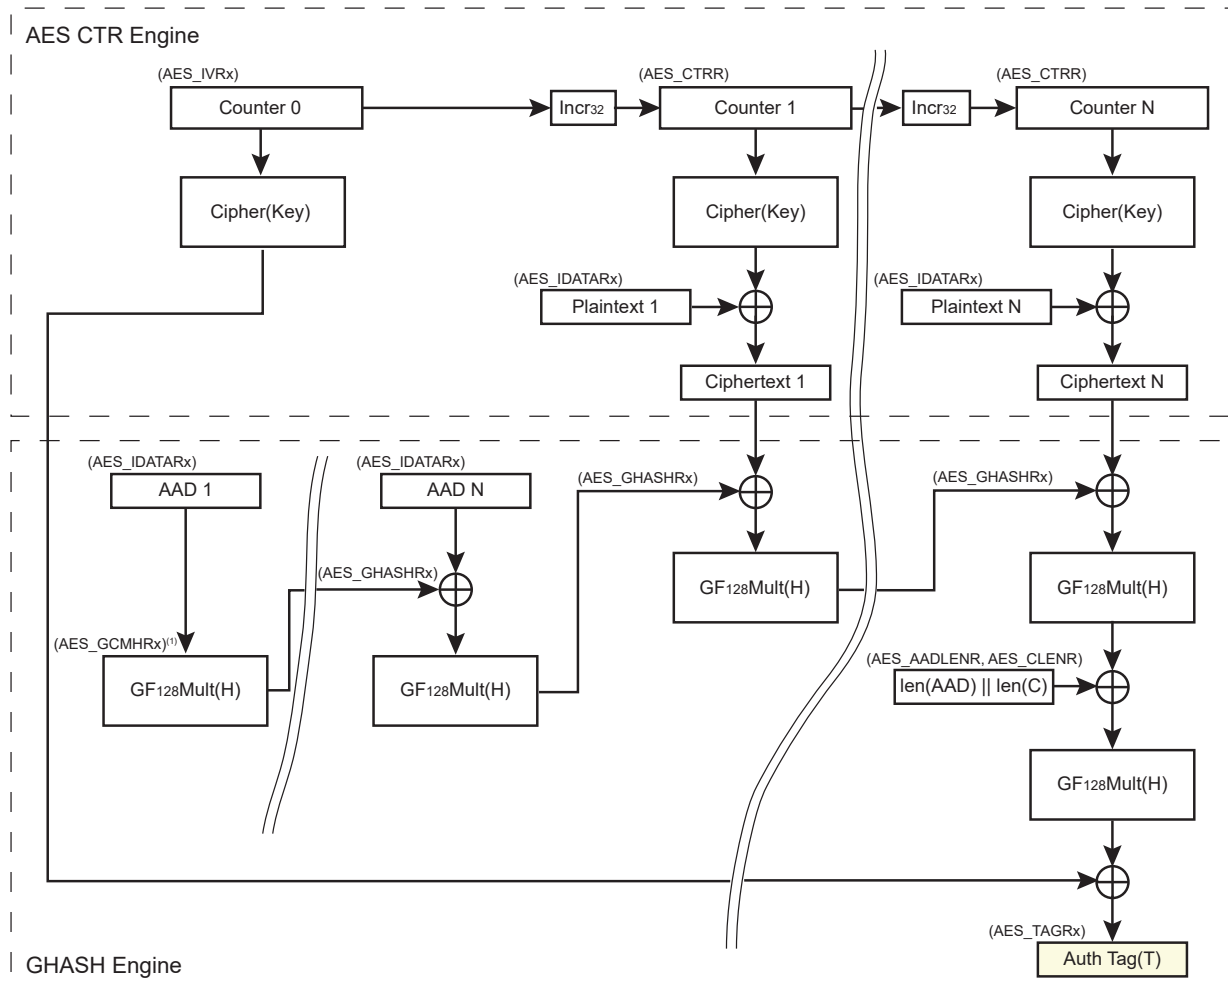 AES CTR Engine
(AES_IVRx)
Counter 0
Incr32
(AES_CTRR)
Counter 1
Incr32
(AES_CTRR)
Counter N
Cipher(Key)
Cipher(Key)
Cipher(Key)
(AES_IDATARx)
Plaintext 1
(AES_IDATARx)
Plaintext N
Ciphertext 1
Ciphertext N
(AES_IDATARx)
AAD 1
(AES_IDATARx)
AAD N
(AES_GHASHRx)
(AES_GHASHRx)
(AES_GHASHRx)
GF128Mult(H)
GF128Mult(H)
(AES_GCMHRx)(1)
GF128Mult(H)
GF128Mult(H)
(AES_AADLENR, AES_CLENR)
len(AAD) || len(C)
GF128Mult(H)
(AES_TAGRx)
Auth Tag(T)
GHASH Engine